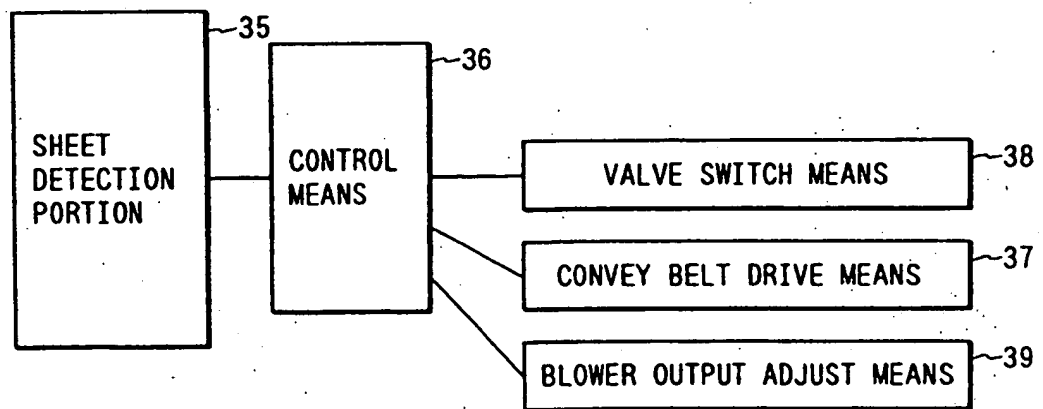 35
SHEET
DETECTION
PORTION
36
CONTROL
MEANS
VALVE SWITCH MEANS
38
CONVEY BELT DRIVE MEANS
37
BLOWER OUTPUT ADJUST MEANS
39